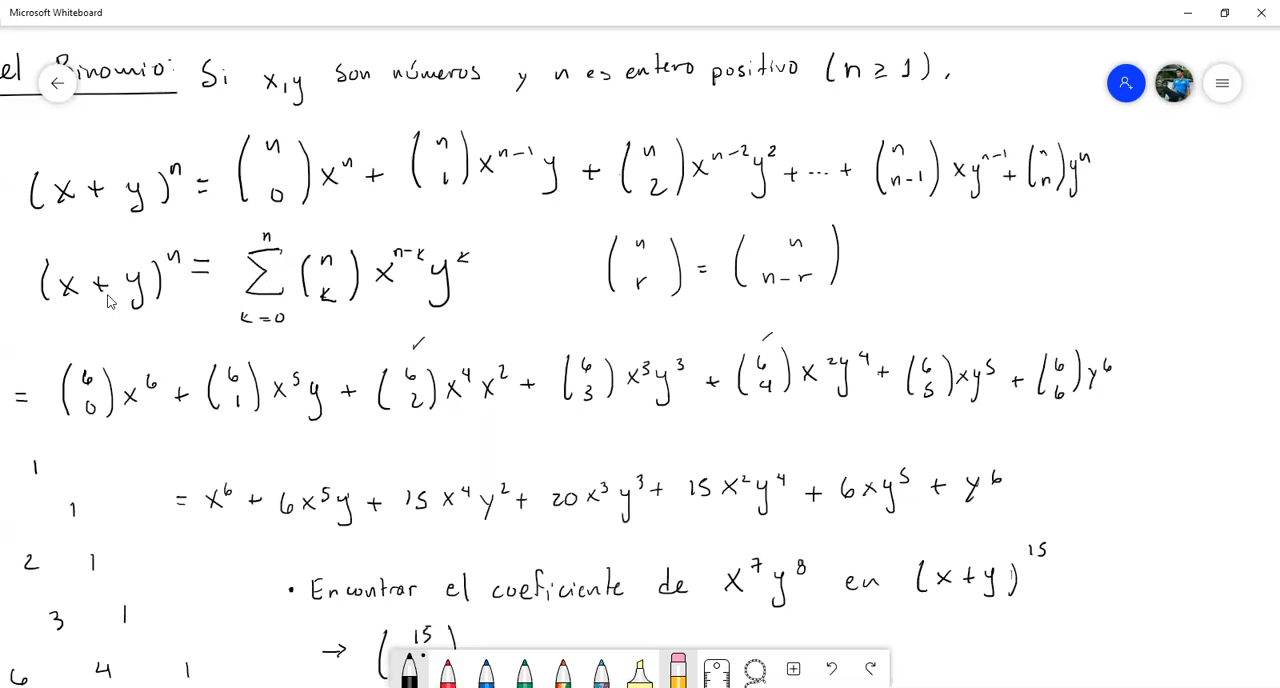 Microsoft Whiteboard
el Binomio: Si x,y son números y n es entero positivo (n ≥ 1).
(x + y)^n = (n 0) x^n + (n 1) x^{n-1} y + (n 2) x^{n-2} y^2 + ... + (n n-1) x y^{n-1} + (n n) y^n
(x + y)^n = Σ_{k=0}^{n} (n k) x^{n-k} y^k (n r) = (n n-r)
= (6 0) x^6 + (6 1) x^5 y + (6 2) x^4 x^2 + (6 3) x^3 y^3 + (6 4) x^2 y^4 + (6 5) x y^5 + (6 6) y^6
1
= x^6 + 6x^5 y + 15 x^4 y^2 + 20 x^3 y^3 + 15 x^2 y^4 + 6 x y^5 + y^6
1
2 1
• Encontrar el coeficiente de x^7 y^8 en (x + y)^15
3 1
→ (15
6 4 1